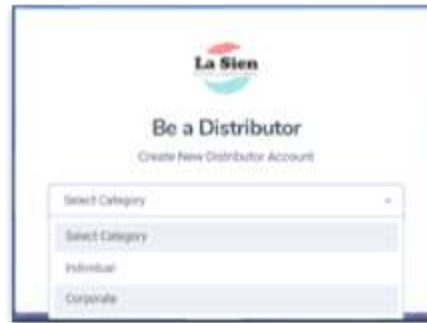 La Sien
Be a Distributor
Create New Distributor Account
Select Category
Select Category
Individual
Corporate